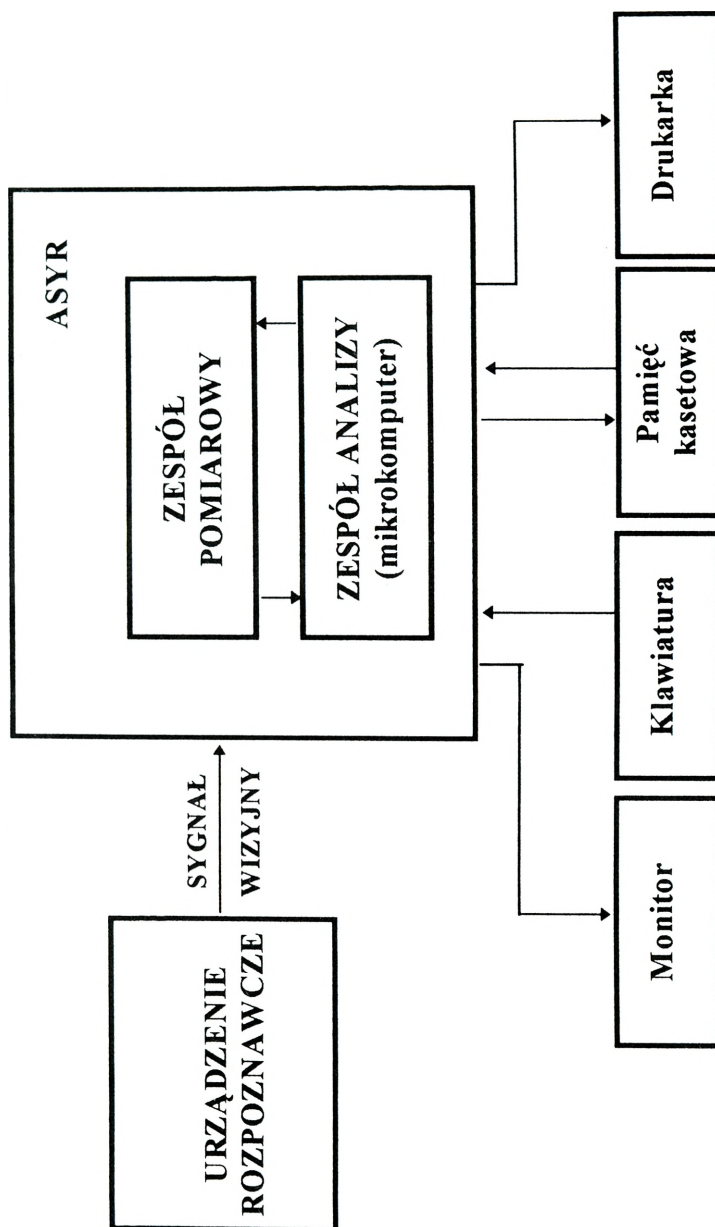 ASYR
ZESPÓŁ
POMIAROWY
ZESPÓŁ ANALIZY
(mikrokomputer)
SYGNAŁ
WIZYJNY
URZĄDZENIE
ROZPOZNAWCZE
Monitor
Klawiatura
Pamięć
kasetowa
Drukarka